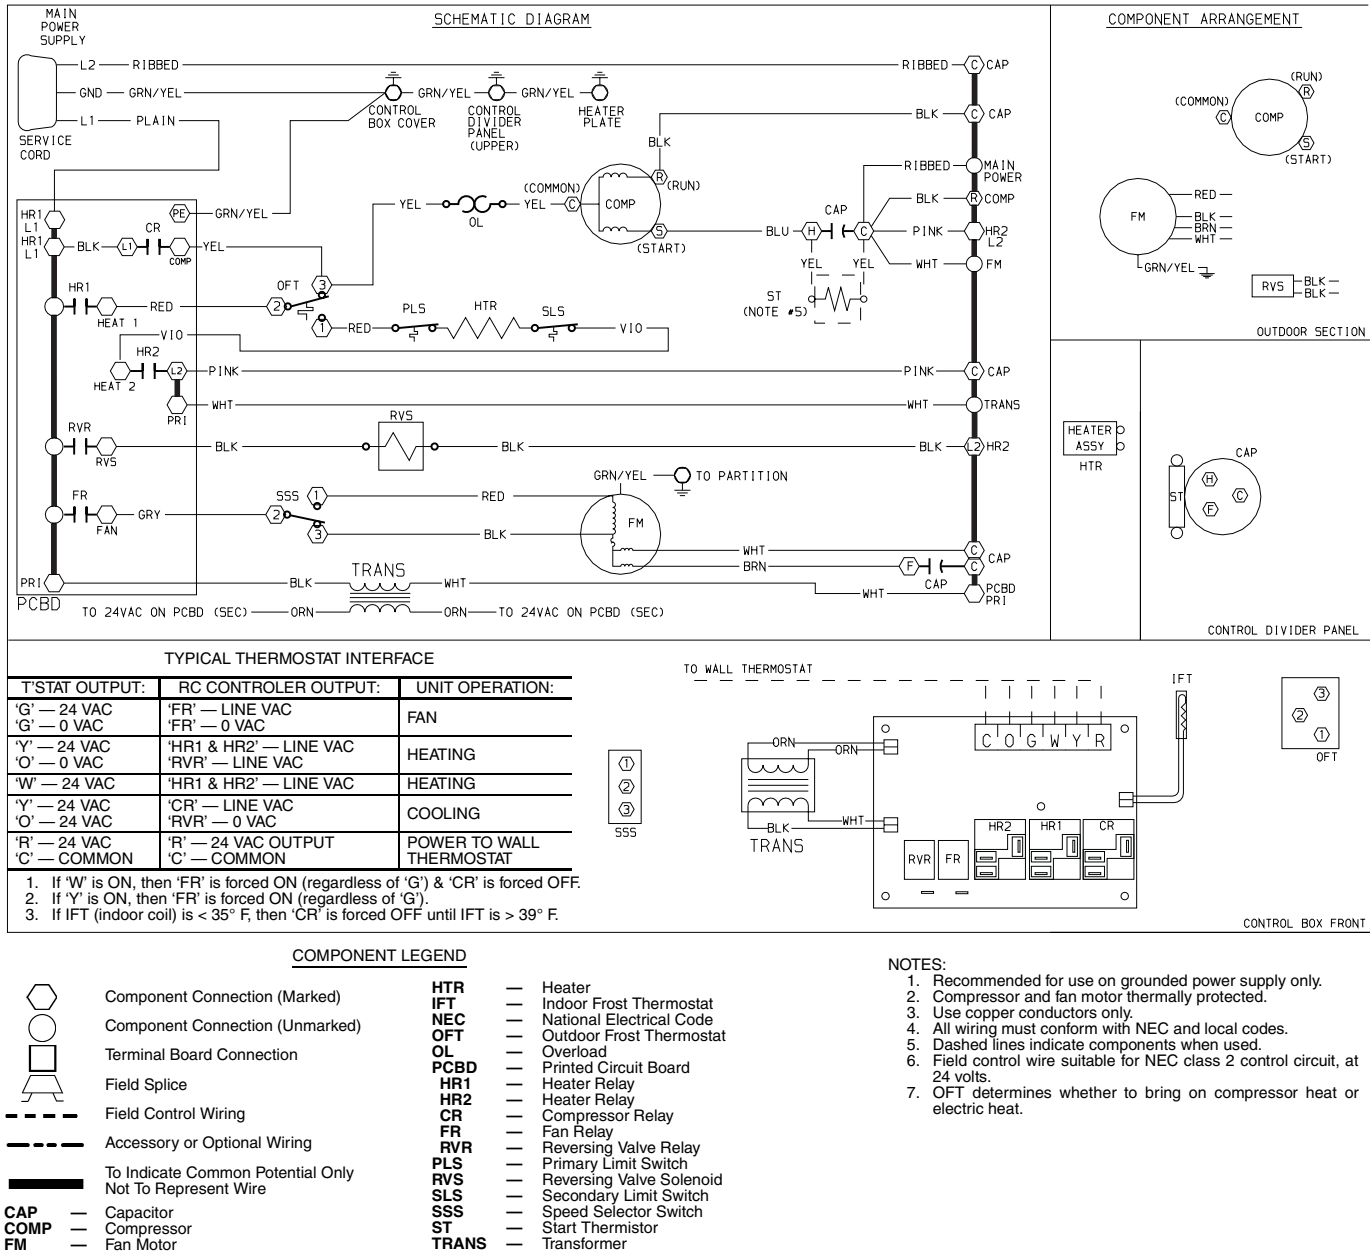 MAIN
POWER
SUPPLY
SCHEMATIC DIAGRAM
L2 RIBBED RIBBED C CAP
GND GRN/YEL GRN/YEL GRN/YEL
L1 PLAIN
CONTROL
BOX COVER
CONTROL
DIVIDER
PANEL
(UPPER)
HEATER
PLATE
SERVICE
CORD
BLK C CAP
BLK
RIBBED MAIN
POWER
R (RUN)
(COMMON)
YEL OL YEL C COMP
S
(START)
BLK R COMP
CAP
BLU H C PINK HR2
L2
WHT FM
YEL YEL
ST
(NOTE #5)
HR1
L1
PE GRN/YEL
HR1
L1
BLK L1 CR COMP YEL
HR1
HEAT 1
RED 2 OFT 3
1 RED PLS HTR SLS VIO
VIO
HR2
HEAT 2
L2 PINK PINK C CAP
PRI WHT WHT TRANS
RVR
RVS
BLK RVS BLK BLK L2 HR2
GRN/YEL TO PARTITION
FR
FAN
GRY 2 SSS 1 RED
3 BLK
FM
WHT C CAP
BRN F CAP C
PRI BLK TRANS WHT WHT PCBD
PRI
PCBD
TO 24VAC ON PCBD (SEC) ORN ORN TO 24VAC ON PCBD (SEC)
COMPONENT ARRANGEMENT
(RUN)
R
(COMMON)
C COMP
S
(START)
FM
RED
BLK
BRN
WHT
GRN/YEL
RVS BLK
BLK
OUTDOOR SECTION
HEATER
ASSY
HTR
CAP
ST H C
F
CONTROL DIVIDER PANEL
TYPICAL THERMOSTAT INTERFACE
T'STAT OUTPUT: RC CONTROLER OUTPUT: UNIT OPERATION:
‘G’ — 24 VAC ‘FR’ — LINE VAC FAN
‘G’ — 0 VAC ‘FR’ — 0 VAC
‘Y’ — 24 VAC ‘HR1 & HR2’ — LINE VAC HEATING
‘O’ — 0 VAC ‘RVR’ — LINE VAC
‘W’ — 24 VAC ‘HR1 & HR2’ — LINE VAC HEATING
‘Y’ — 24 VAC ‘CR’ — LINE VAC COOLING
‘O’ — 24 VAC ‘RVR’ — 0 VAC
‘R’ — 24 VAC ‘R’ — 24 VAC OUTPUT POWER TO WALL
‘C’ — COMMON ‘C’ — COMMON THERMOSTAT
1. If ‘W’ is ON, then ‘FR’ is forced ON (regardless of ‘G’) & ‘CR’ is forced OFF.
2. If ‘Y’ is ON, then ‘FR’ is forced ON (regardless of ‘G’).
3. If IFT (indoor coil) is < 35° F, then ‘CR’ is forced OFF until IFT is > 39° F.
TO WALL THERMOSTAT
C O G W Y R
IFT
3
2
1
OFT
1
2
3
SSS
ORN
ORN
WHT
BLK
TRANS
RVR FR HR2 HR1 CR
CONTROL BOX FRONT
COMPONENT LEGEND
Component Connection (Marked)
Component Connection (Unmarked)
Terminal Board Connection
Field Splice
Field Control Wiring
Accessory or Optional Wiring
To Indicate Common Potential Only
Not To Represent Wire
CAP — Capacitor
COMP — Compressor
FM — Fan Motor
HTR — Heater
IFT — Indoor Frost Thermostat
NEC — National Electrical Code
OFT — Outdoor Frost Thermostat
OL — Overload
PCBD — Printed Circuit Board
HR1 — Heater Relay
HR2 — Heater Relay
CR — Compressor Relay
FR — Fan Relay
RVR — Reversing Valve Relay
PLS — Primary Limit Switch
RVS — Reversing Valve Solenoid
SLS — Secondary Limit Switch
SSS — Speed Selector Switch
ST — Start Thermistor
TRANS — Transformer
NOTES:
1. Recommended for use on grounded power supply only.
2. Compressor and fan motor thermally protected.
3. Use copper conductors only.
4. All wiring must conform with NEC and local codes.
5. Dashed lines indicate components when used.
6. Field control wire suitable for NEC class 2 control circuit, at
24 volts.
7. OFT determines whether to bring on compressor heat or
electric heat.